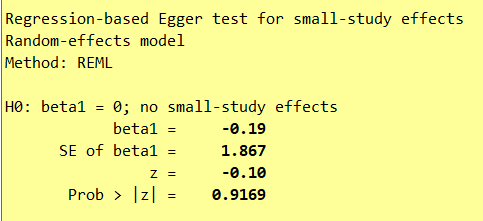 Regression-based Egger test for small-study effects
Random-effects model
Method: REML
H0: beta1 = 0; no small-study effects
beta1 = -0.19
SE of beta1 = 1.867
z = -0.10
Prob > |z| = 0.9169